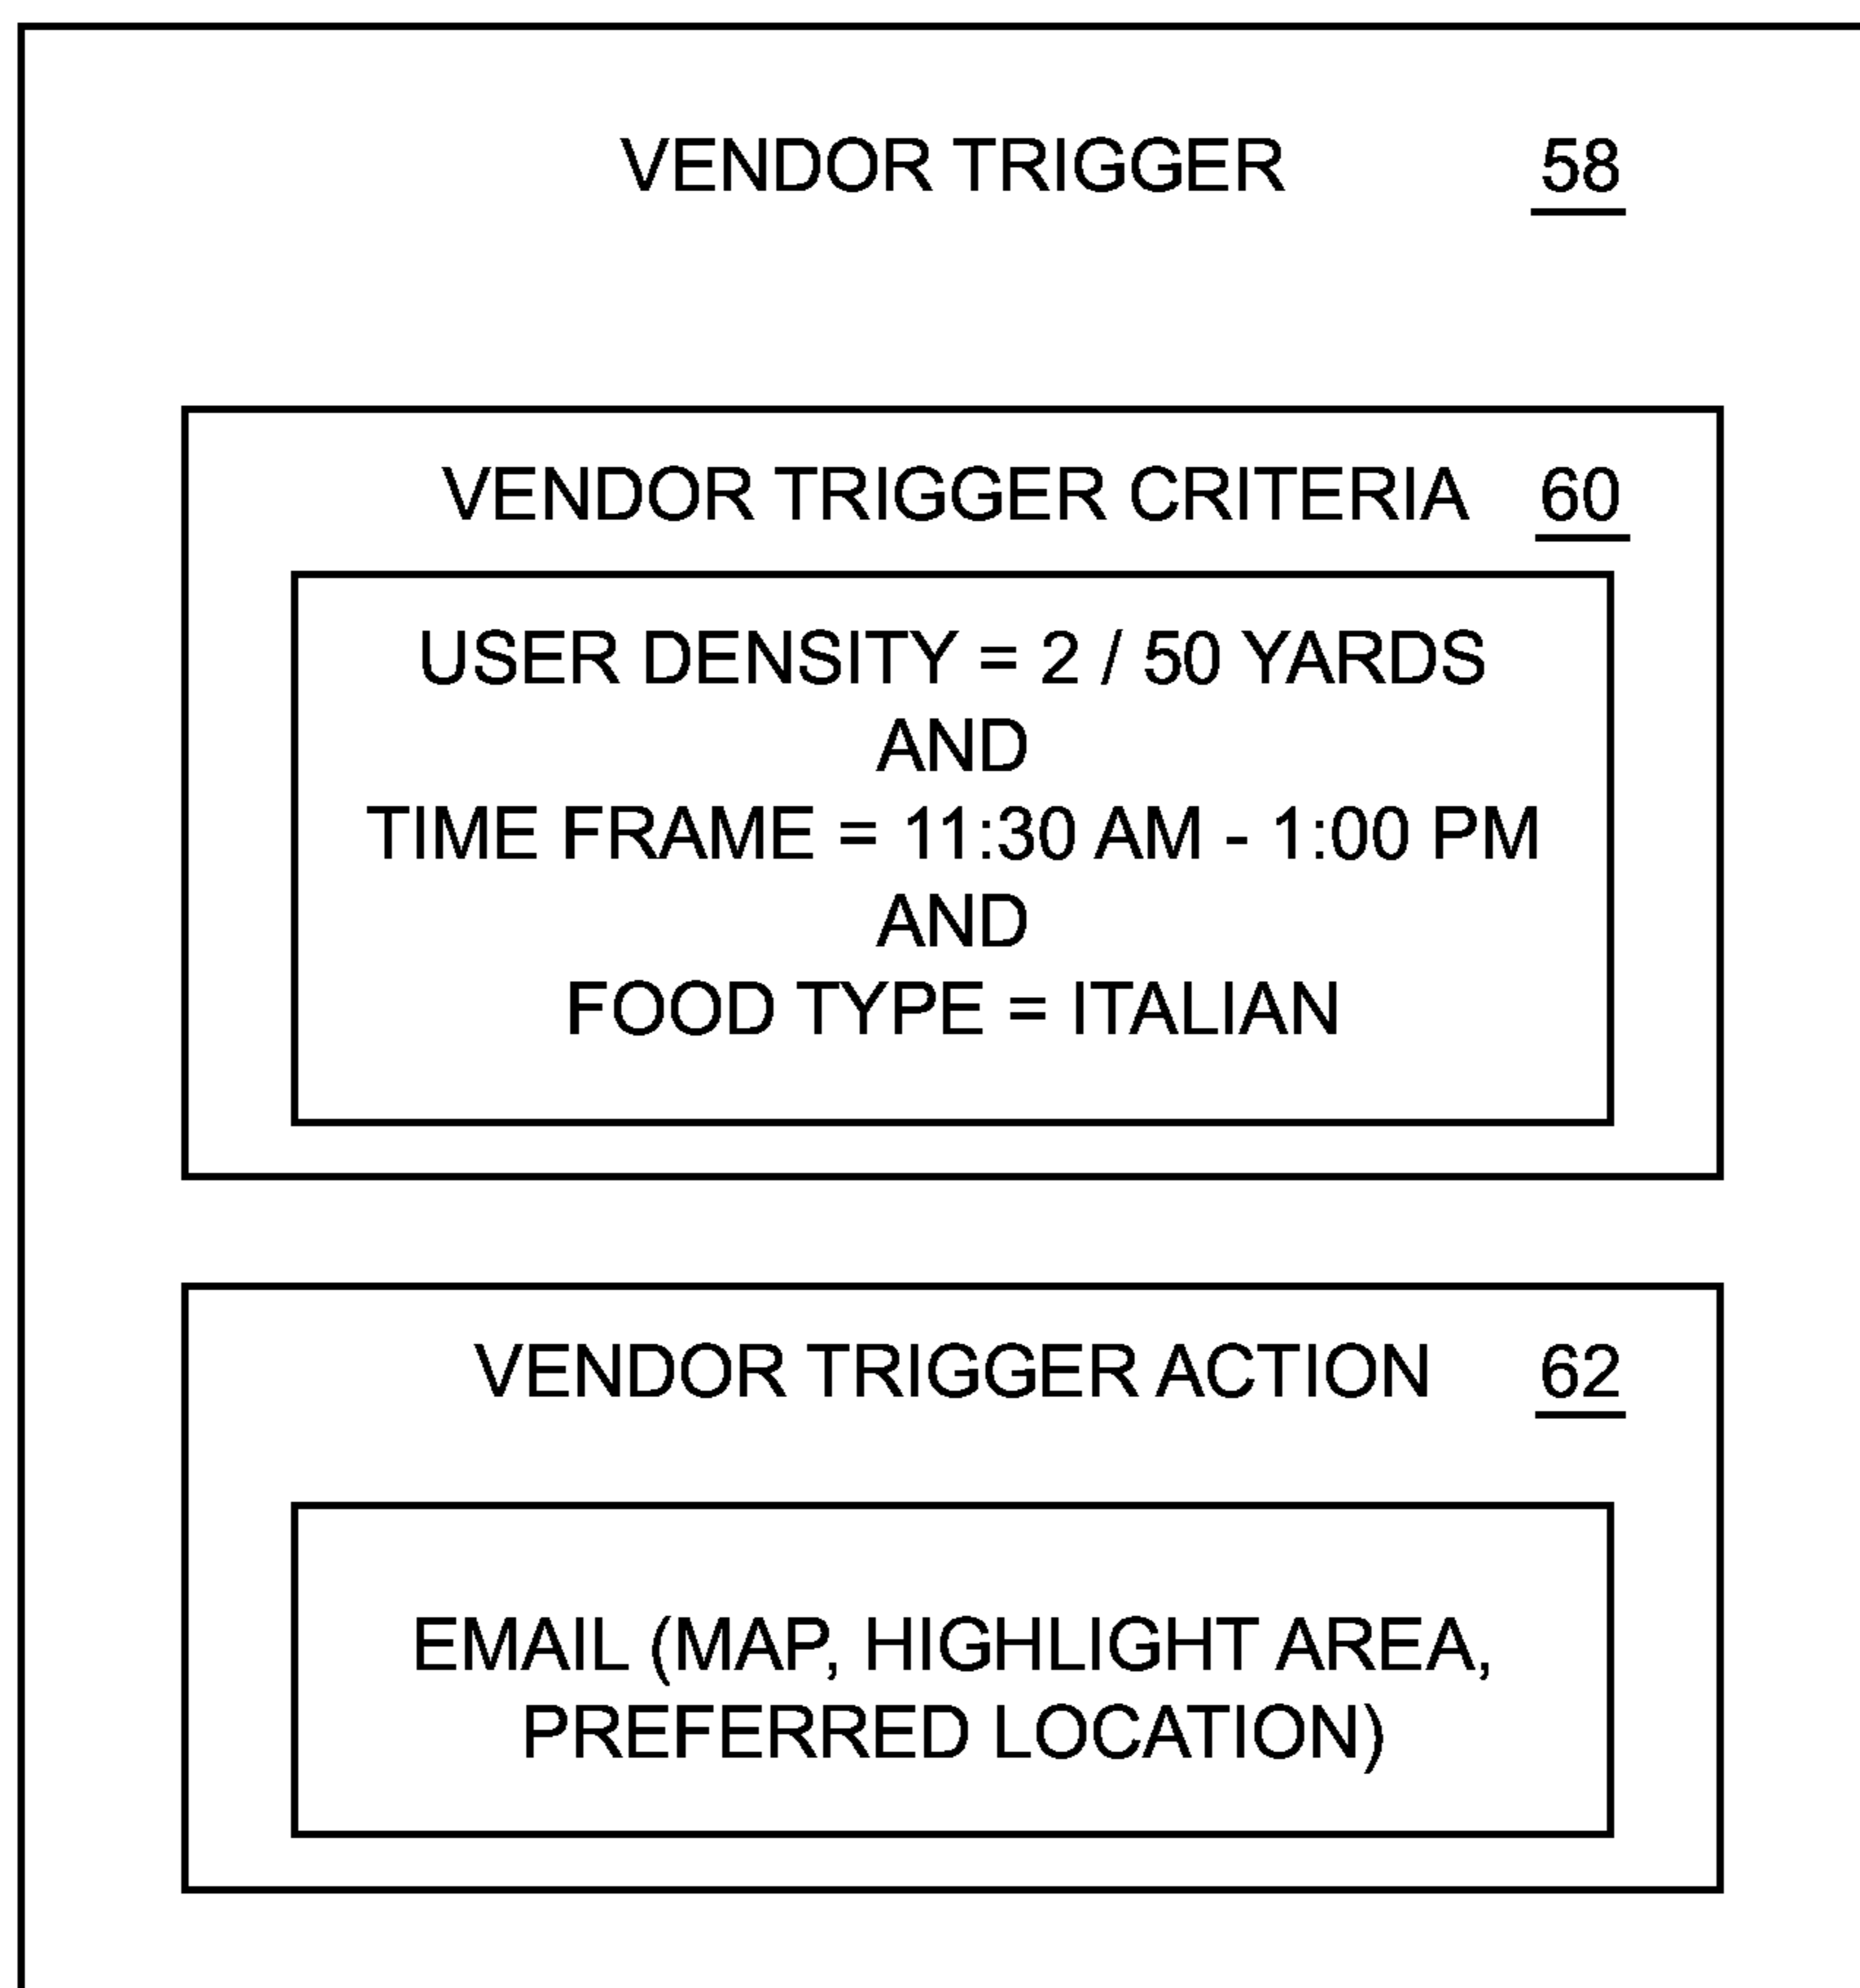 VENDOR TRIGGER 58
VENDOR TRIGGER CRITERIA 60
USER DENSITY = 2 / 50 YARDS
AND
TIME FRAME = 11:30 AM - 1:00 PM
AND
FOOD TYPE = ITALIAN
VENDOR TRIGGER ACTION 62
EMAIL (MAP, HIGHLIGHT AREA,
PREFERRED LOCATION)